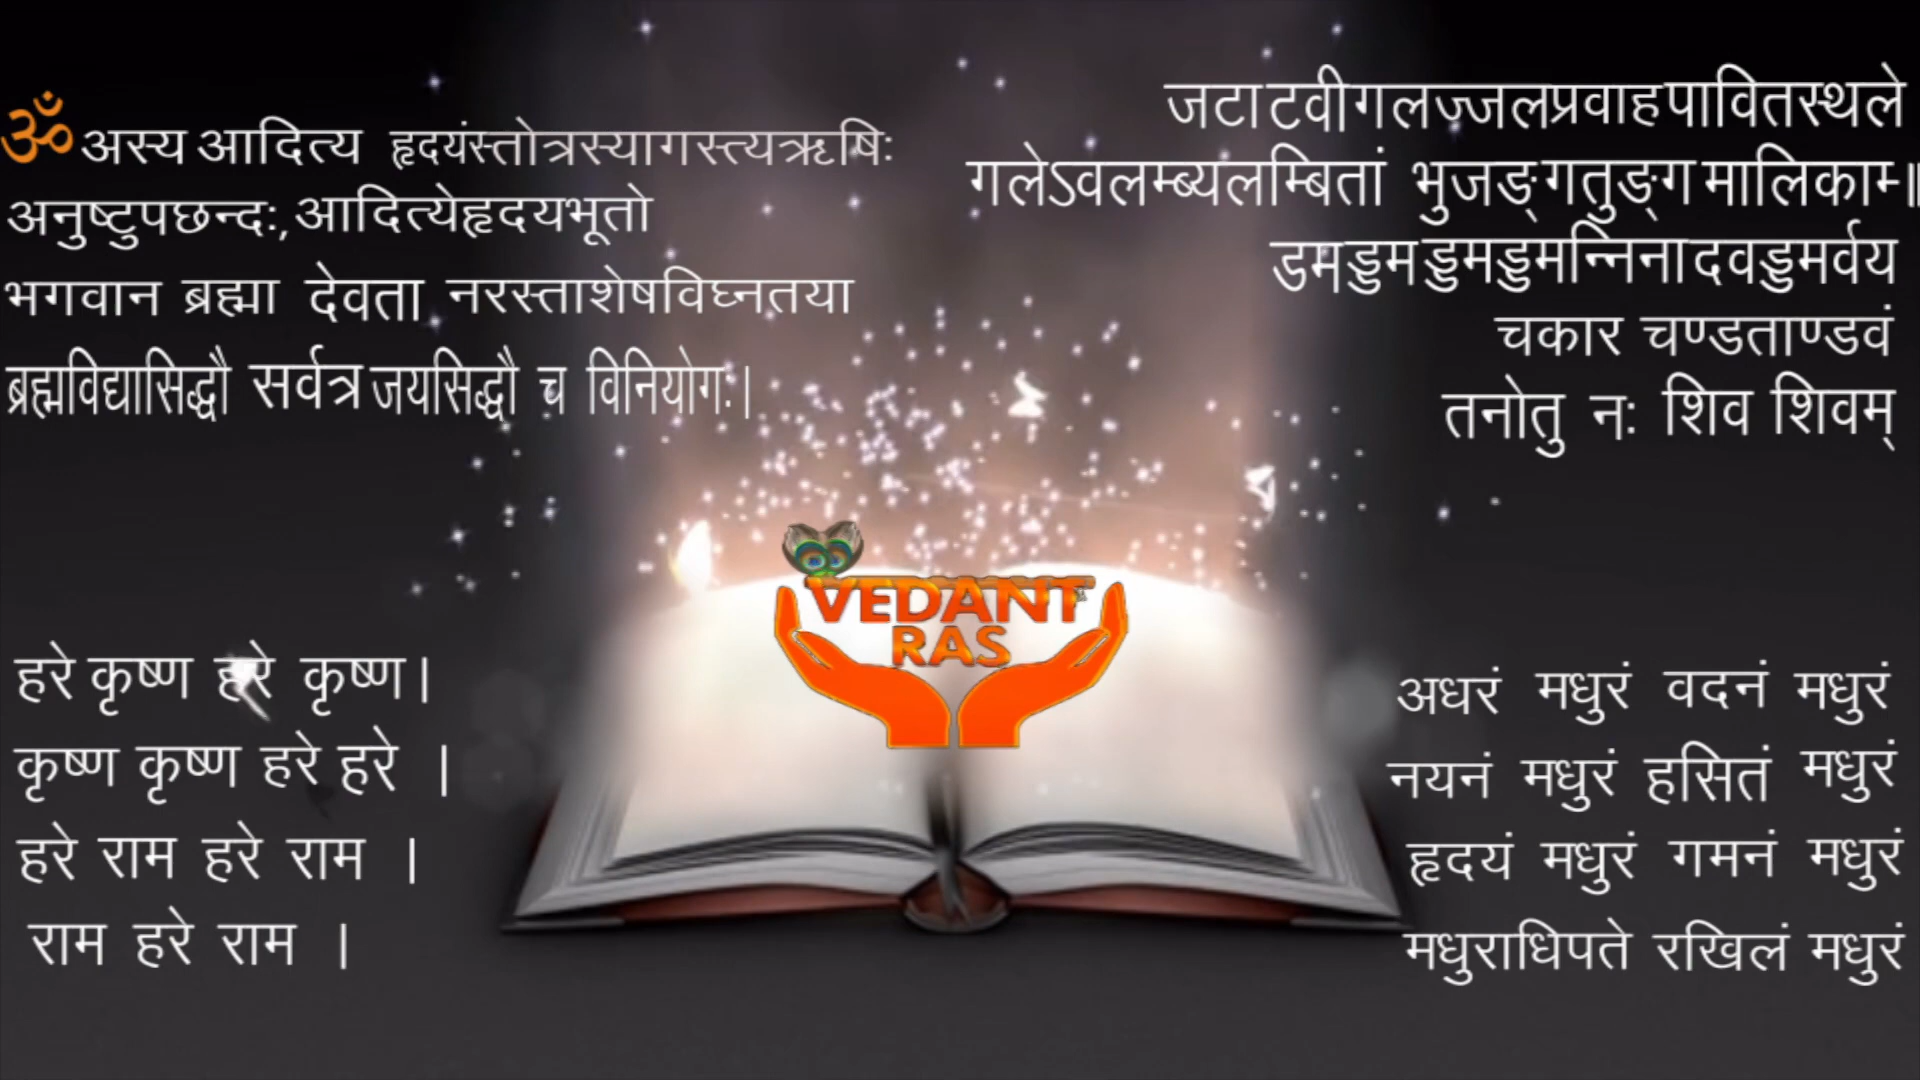 ॐ अस्य आदित्य हृदयंस्तोत्रस्यागस्त्यऋषिः
अनुष्टुपछन्दः,आदित्येहृदयभूतो
भगवान ब्रह्मा देवता नरस्ताशेषविघ्नतया
ब्रह्मविद्यासिद्धौ सर्वत्र जयसिद्धौ च विनियोगः।
जटाटवीगलज्जलप्रवाहपावितस्थले
गलेऽवलम्ब्यलम्बितां भुजङ्गतुङ्ग मालिकाम्॥
डमड्डमड्डमड्डमन्निनादवड्डमर्वय
चकार चण्डताण्डवं
तनोतु नः शिव शिवम्
VEDANT
RAS
हरे कृष्ण हरे कृष्ण।
कृष्ण कृष्ण हरे हरे ।
हरे राम हरे राम ।
राम हरे राम ।
अधरं मधुरं वदनं मधुरं
नयनं मधुरं हसितं मधुरं
हृदयं मधुरं गमनं मधुरं
मधुराधिपते रखिलं मधुरं